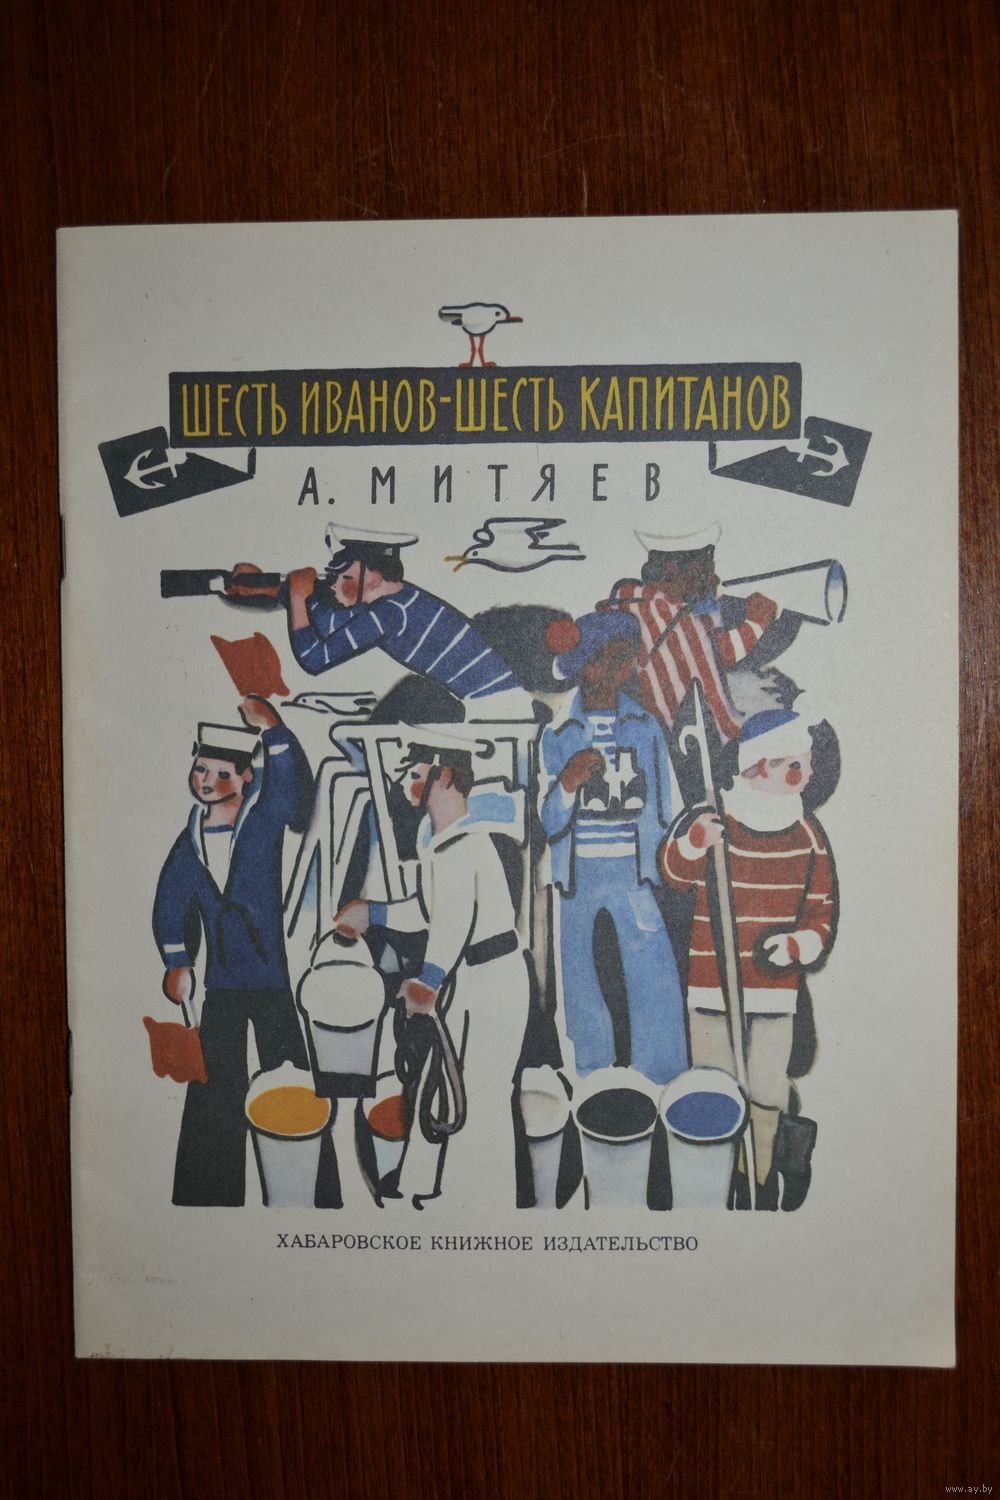 ШЕСТЬ ИВАНОВ-ШЕСТЬ КАПИТАНОВ
А. МИТЯЕВ
ХАБАРОВСКОЕ КНИЖНОЕ ИЗДАТЕЛЬСТВО
www.ay.by